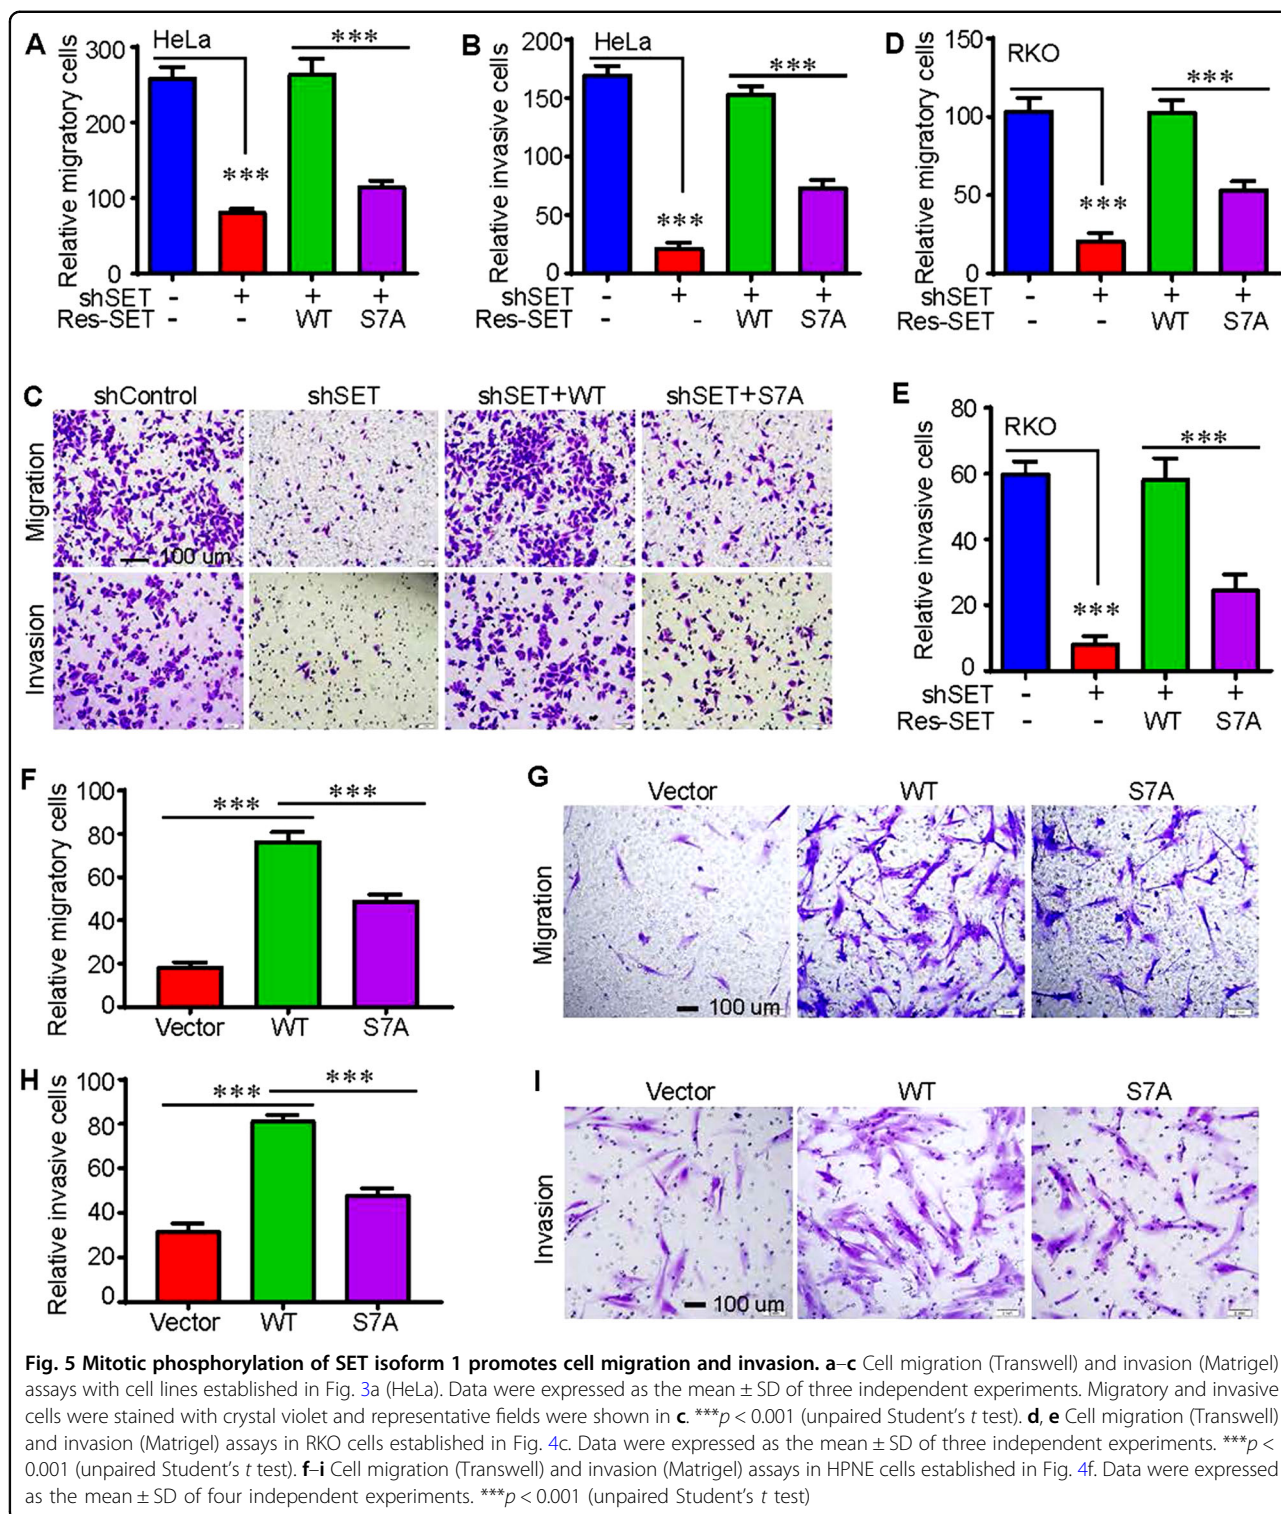 A
Relative migratory cells
300
200
100
0
HeLa
***
***
shSET - + + +
Res-SET - - WT S7A
B
Relative invasive cells
200
150
100
50
0
HeLa
***
***
shSET - + + +
Res-SET - - WT S7A
D
Relative migratory cells
150
100
50
0
RKO
***
***
shSET - + + +
Res-SET - - WT S7A
C
shControl shSET shSET+WT shSET+S7A
Migration
100 um
Invasion
E
Relative invasive cells
80
60
40
20
0
RKO
***
***
shSET - + + +
Res-SET - - WT S7A
F
Relative migratory cells
100
80
60
40
20
0
*** ***
Vector WT S7A
G
Vector WT S7A
Migration
100 um
H
Relative invasive cells
100
80
60
40
20
0
*** ***
Vector WT S7A
I
Vector WT S7A
Invasion
100 um
Fig. 5 Mitotic phosphorylation of SET isoform 1 promotes cell migration and invasion. a–c Cell migration (Transwell) and invasion (Matrigel)
assays with cell lines established in Fig. 3a (HeLa). Data were expressed as the mean ± SD of three independent experiments. Migratory and invasive
cells were stained with crystal violet and representative fields were shown in c. ***p < 0.001 (unpaired Student's t test). d, e Cell migration (Transwell)
and invasion (Matrigel) assays in RKO cells established in Fig. 4c. Data were expressed as the mean ± SD of three independent experiments. ***p <
0.001 (unpaired Student's t test). f–i Cell migration (Transwell) and invasion (Matrigel) assays in HPNE cells established in Fig. 4f. Data were expressed
as the mean ± SD of four independent experiments. ***p < 0.001 (unpaired Student's t test)